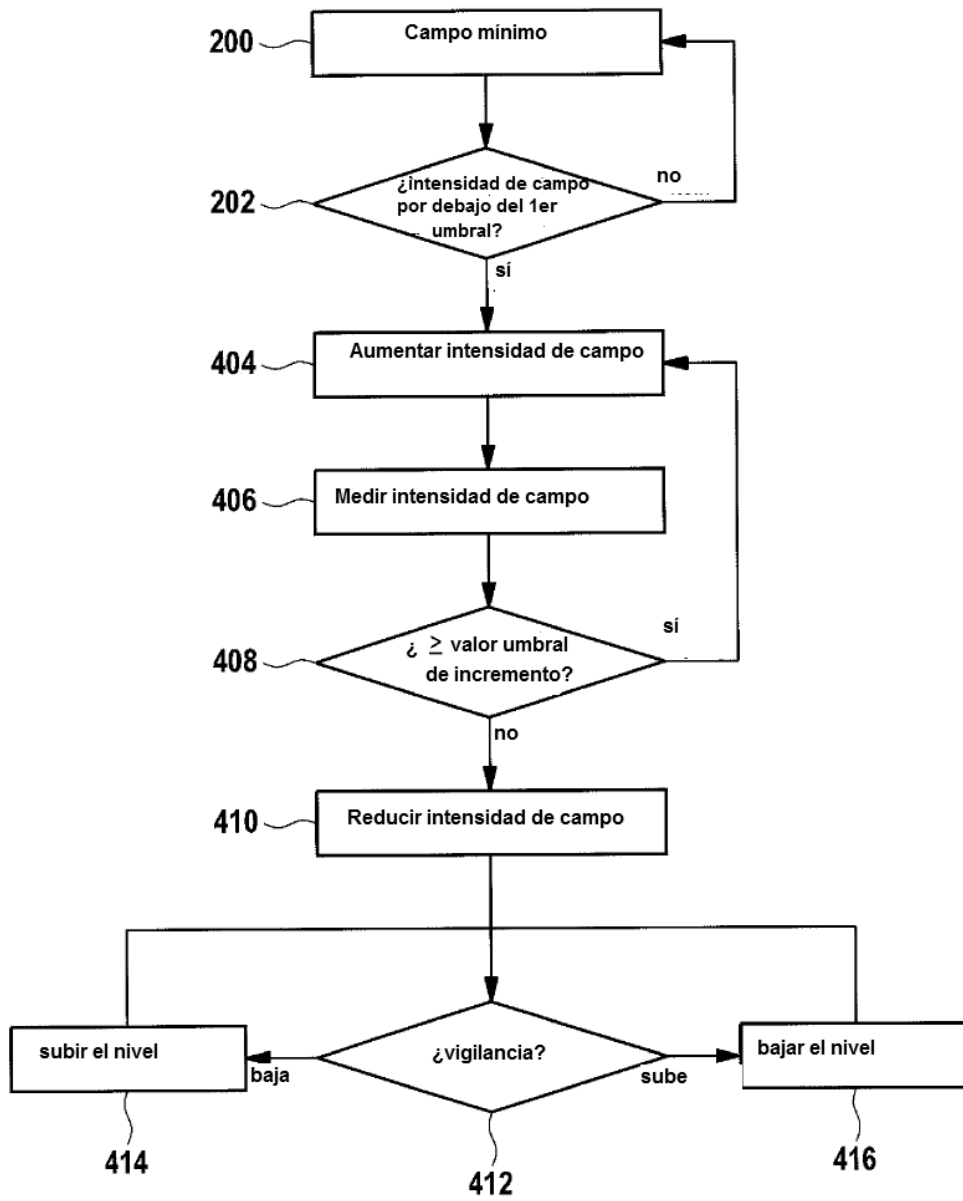 200
Campo mínimo
202
¿intensidad de campo
por debajo del 1er
umbral?
no
sí
404
Aumentar intensidad de campo
406
Medir intensidad de campo
408
¿ ≥ valor umbral
de incremento?
sí
no
410
Reducir intensidad de campo
subir el nivel
baja
¿vigilancia?
sube
bajar el nivel
414
412
416